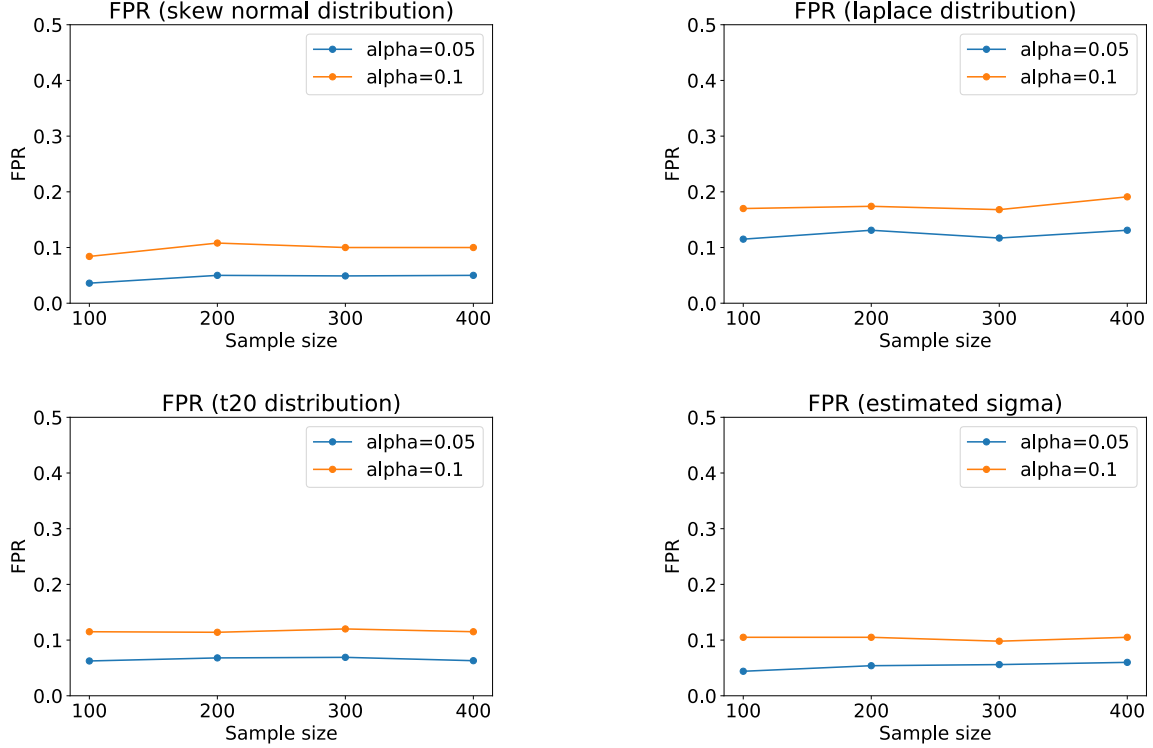 FPR (skew normal distribution)
0.5
0.4
0.3
0.2
0.1
0.0
FPR
alpha=0.05
alpha=0.1
100
200
300
400
Sample size
FPR (laplace distribution)
0.5
0.4
0.3
0.2
0.1
0.0
FPR
alpha=0.05
alpha=0.1
100
200
300
400
Sample size
FPR (t20 distribution)
0.5
0.4
0.3
0.2
0.1
0.0
FPR
alpha=0.05
alpha=0.1
100
200
300
400
Sample size
FPR (estimated sigma)
0.5
0.4
0.3
0.2
0.1
0.0
FPR
alpha=0.05
alpha=0.1
100
200
300
400
Sample size